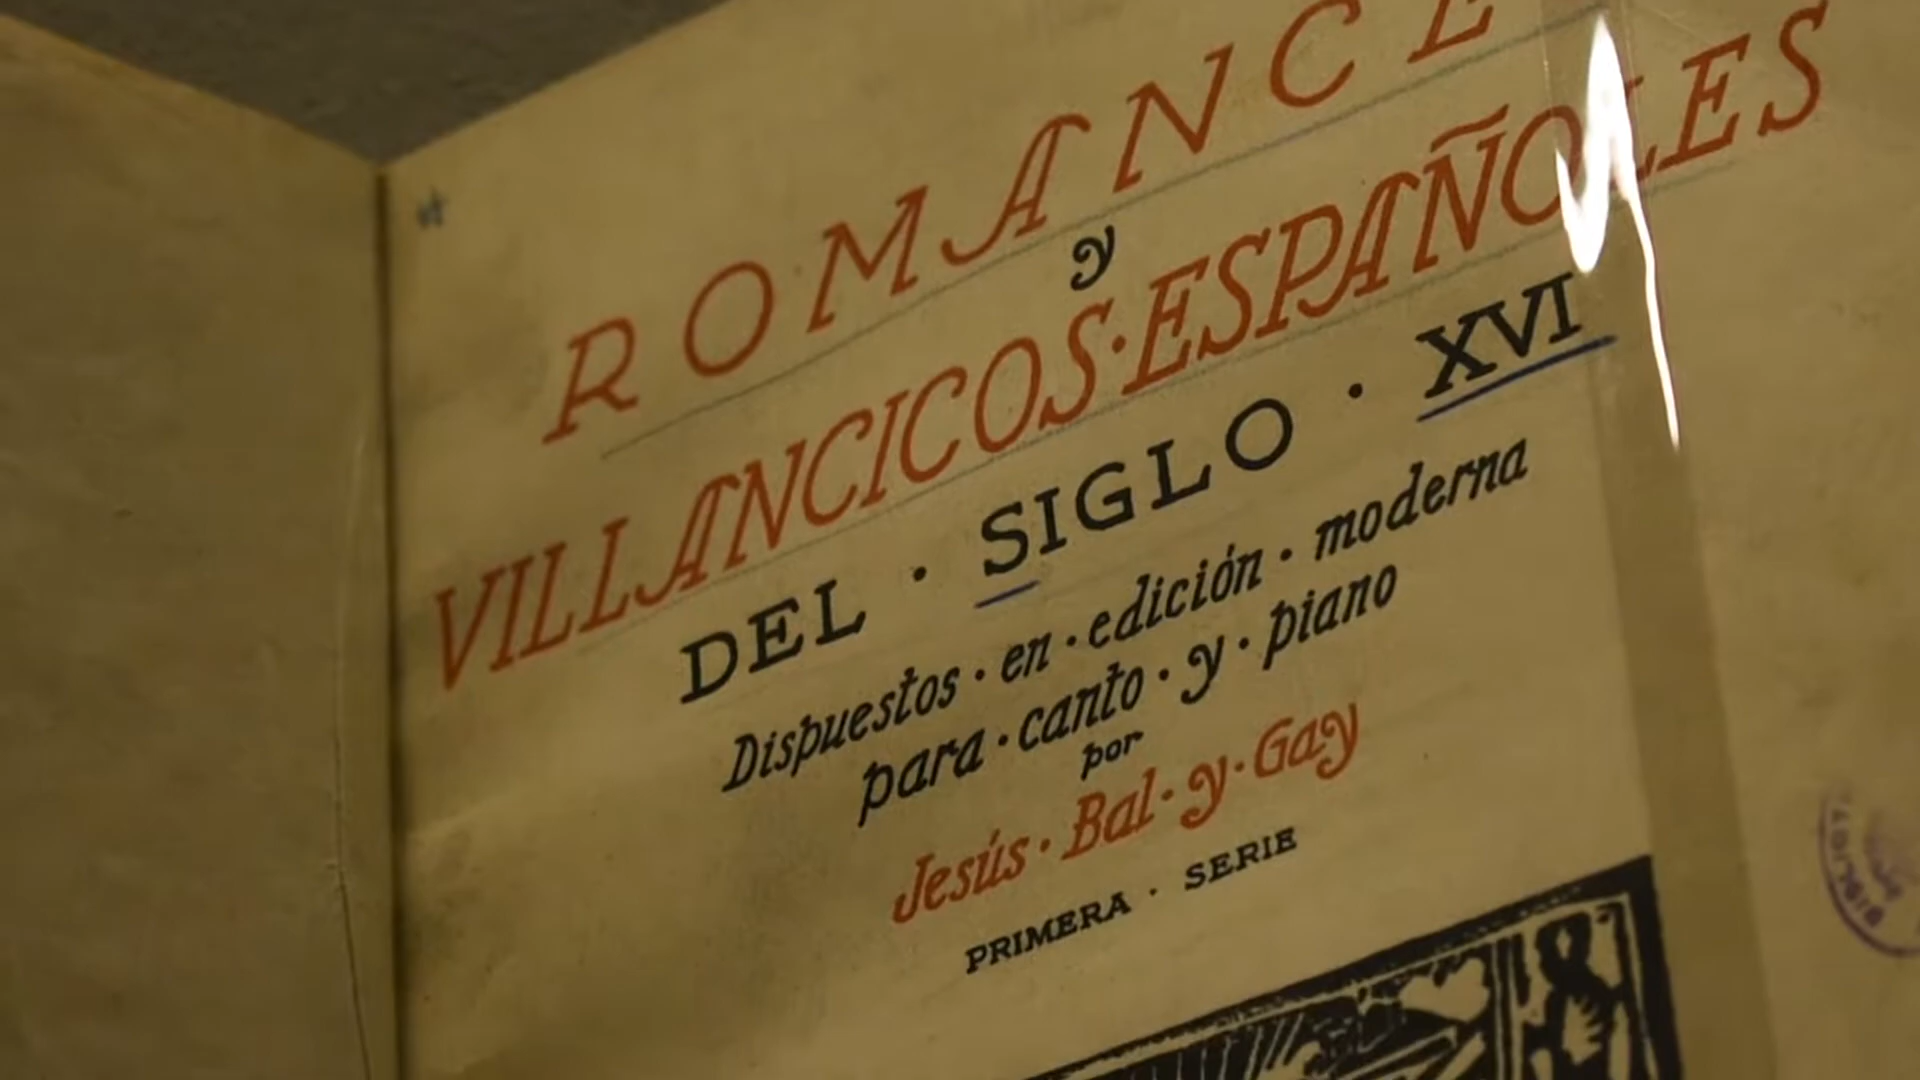 ROMANCE
y
VILLANCICOS·ESPAÑOLES
DEL · SIGLO · XVI
Dispuestos · en · edición · moderna
para · canto · y · piano
por
Jesús · Bal · y · Gay
PRIMERA · SERIE